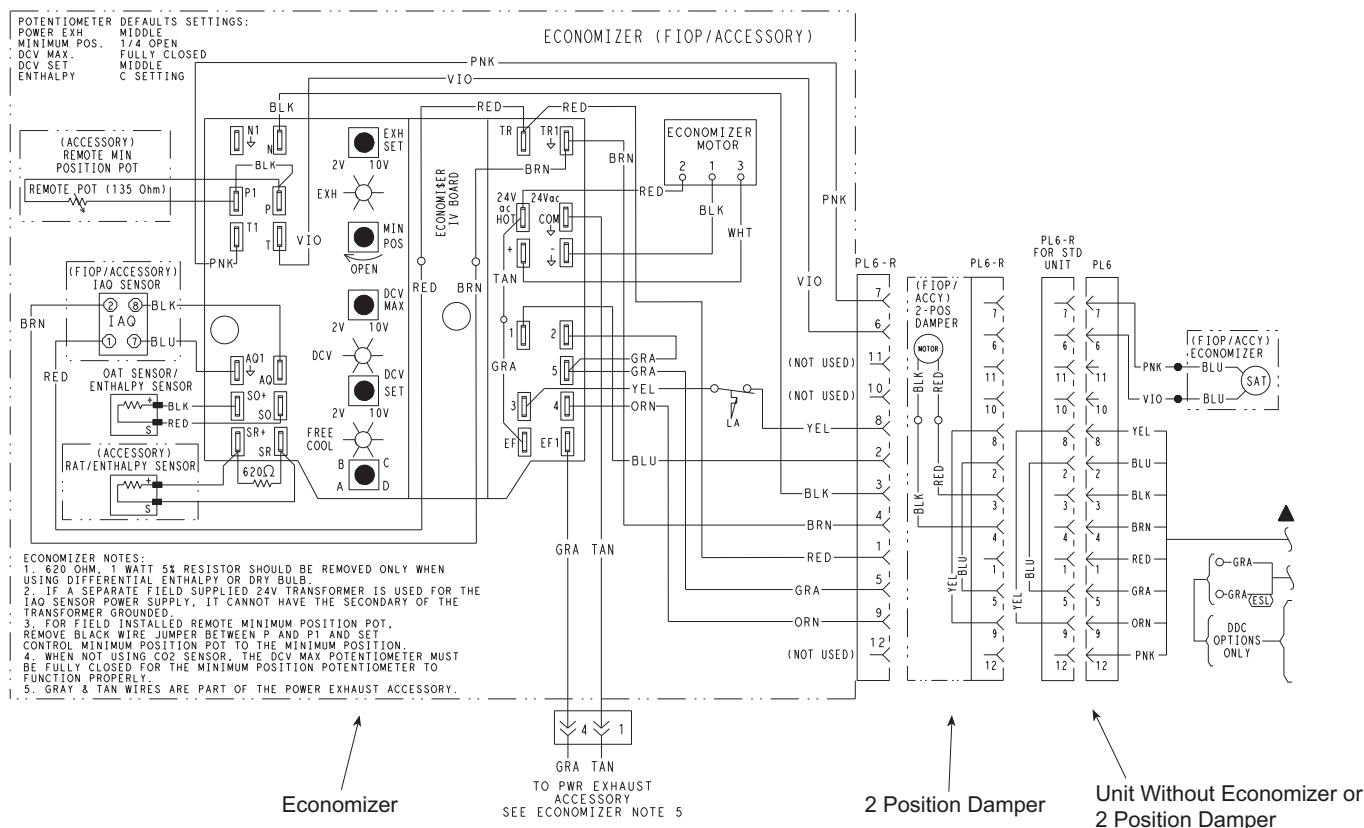 POTENTIOMETER DEFAULTS SETTINGS:
POWER EXH MIDDLE
MINIMUM POS. 1/4 OPEN
DCV MAX. FULLY CLOSED
DCV SET MIDDLE
ENTHALPY C SETTING
ECONOMIZER (FIOP/ACCESSORY)
PNK
VIO
BLK
RED
RED
(ACCESSORY)
REMOTE MIN
POSITION POT
REMOTE POT (135 Ohm)
N1
N
BLK
P1
P
T1
T
VIO
PNK
EXH
SET
2V 10V
EXH
MIN
POS
OPEN
DCV
MAX
2V 10V
DCV
DCV
SET
2V 10V
FREE
COOL
B C
A D
ECONOMI$ER
IV BOARD
RED
BRN
TR TR1
BRN
BRN
24V
ac
HOT
24Vac
COM
+ -
RED
TAN
GRA
ECONOMIZER
MOTOR
2 1 3
BLK
WHT
1 2
5
3 4
EF EF1
GRA
GRA
YEL
ORN
LA
BLU
(FIOP/ACCESSORY)
IAQ SENSOR
2 8
IAQ
1 7
BLK
BLU
BRN
RED
OAT SENSOR/
ENTHALPY SENSOR
+
S
BLK
RED
AQ1
AQ
SO+
SO
SR+
SR
620Ω
(ACCESSORY)
RAT/ENTHALPY SENSOR
+
S
ECONOMIZER NOTES:
1. 620 OHM, 1 WATT 5% RESISTOR SHOULD BE REMOVED ONLY WHEN
USING DIFFERENTIAL ENTHALPY OR DRY BULB.
2. IF A SEPARATE FIELD SUPPLIED 24V TRANSFORMER IS USED FOR THE
IAQ SENSOR POWER SUPPLY, IT CANNOT HAVE THE SECONDARY OF THE
TRANSFORMER GROUNDED.
3. FOR FIELD INSTALLED REMOTE MINIMUM POSITION POT,
REMOVE BLACK WIRE JUMPER BETWEEN P AND P1 AND SET
CONTROL MINIMUM POSITION POT TO THE MINIMUM POSITION.
4. WHEN NOT USING CO2 SENSOR, THE DCV MAX POTENTIOMETER MUST
BE FULLY CLOSED FOR THE MINIMUM POSITION POTENTIOMETER TO
FUNCTION PROPERLY.
5. GRAY & TAN WIRES ARE PART OF THE POWER EXHAUST ACCESSORY.
GRA TAN
4 1
GRA TAN
TO PWR EXHAUST
ACCESSORY
SEE ECONOMIZER NOTE 5
PNK
VIO
PL6-R
7
6
(NOT USED) 11
(NOT USED) 10
YEL 8
2
BLK 3
BRN 4
RED 1
GRA 5
ORN 9
(NOT USED) 12
(FIOP/
ACCY)
2-POS
DAMPER
MOTOR
BLK
RED
BLK
RED
YEL
BLU
PL6-R
7
6
11
10
8
2
3
4
1
5
9
12
PL6-R
FOR STD
UNIT
YEL
BLU
7
6
11
10
8
2
3
4
1
5
9
12
PL6
7
6
11
10
8 YEL
2 BLU
3 BLK
4 BRN
1 RED
5 GRA
9 ORN
12 PNK
(FIOP/ACCY)
ECONOMIZER
PNK BLU
VIO BLU
SAT
GRA
GRA (ESL)
DDC
OPTIONS
ONLY
Economizer
2 Position Damper
Unit Without Economizer or
2 Position Damper